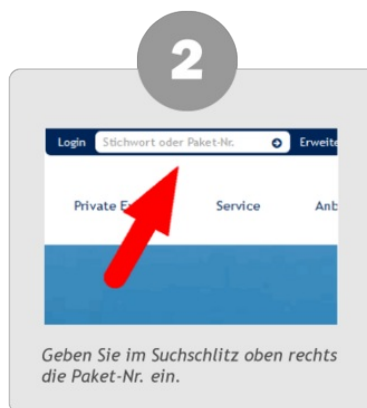 2
Login Stichwort oder Paket-Nr. Erweite
Private E Service Anb
Geben Sie im Suchschlitz oben rechts
die Paket-Nr. ein.